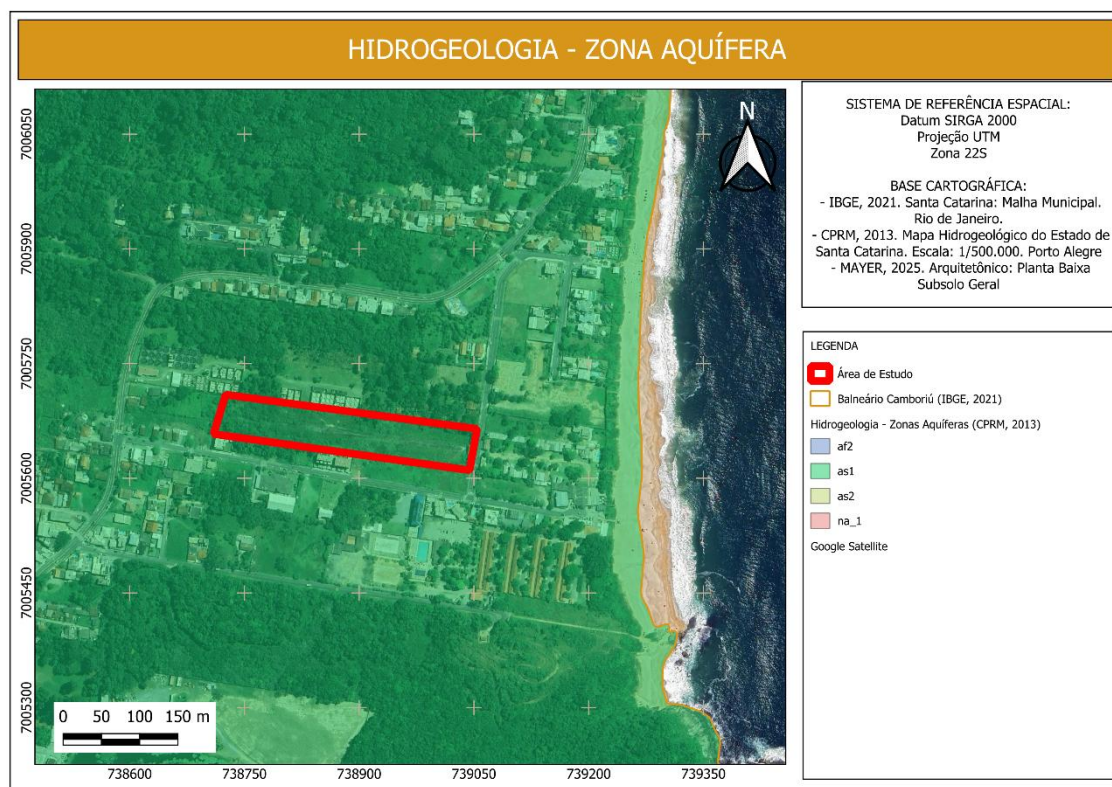 HIDROGEOLOGIA - ZONA AQUÍFERA
SISTEMA DE REFERÊNCIA ESPACIAL:
Datum SIRGA 2000
Projeção UTM
Zona 22S
BASE CARTOGRÁFICA:
- IBGE, 2021. Santa Catarina: Malha Municipal.
Rio de Janeiro.
- CPRM, 2013. Mapa Hidrogeológico do Estado de
Santa Catarina. Escala: 1/500.000. Porto Alegre
- MAYER, 2025. Arquitetônico: Planta Baixa
Subsolo Geral
LEGENDA
Área de Estudo
Balneário Camboriú (IBGE, 2021)
Hidrogeologia - Zonas Aquíferas (CPRM, 2013)
af2
as1
as2
na_1
Google Satellite
N
7006050
7005900
7005750
7005600
7005450
7005300
0 50 100 150 m
738600 738750 738900 739050 739200 739350